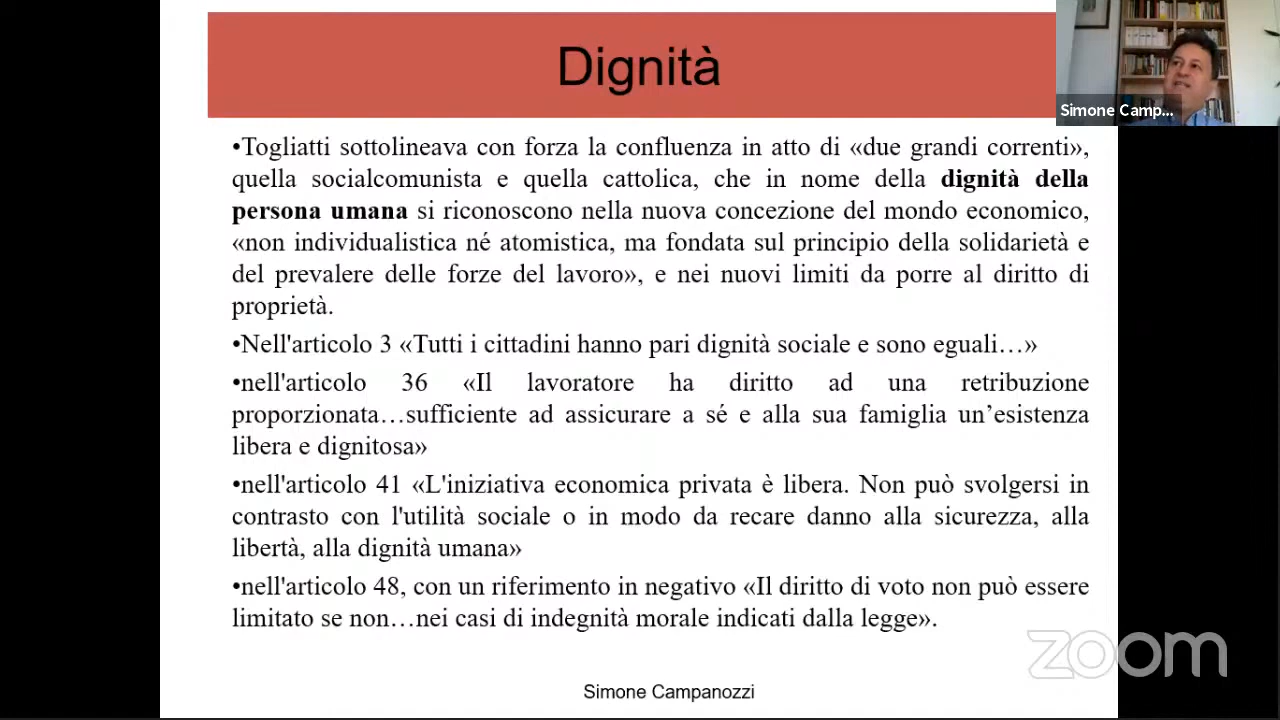 Dignità
Simone Camp...
•Togliatti sottolineava con forza la confluenza in atto di «due grandi correnti»,
quella socialcomunista e quella cattolica, che in nome della dignità della
persona umana si riconoscono nella nuova concezione del mondo economico,
«non individualistica né atomistica, ma fondata sul principio della solidarietà e
del prevalere delle forze del lavoro», e nei nuovi limiti da porre al diritto di
proprietà.
•Nell'articolo 3 «Tutti i cittadini hanno pari dignità sociale e sono eguali…»
•nell'articolo 36 «Il lavoratore ha diritto ad una retribuzione
proporzionata…sufficiente ad assicurare a sé e alla sua famiglia un’esistenza
libera e dignitosa»
•nell'articolo 41 «L'iniziativa economica privata è libera. Non può svolgersi in
contrasto con l'utilità sociale o in modo da recare danno alla sicurezza, alla
libertà, alla dignità umana»
•nell'articolo 48, con un riferimento in negativo «Il diritto di voto non può essere
limitato se non…nei casi di indegnità morale indicati dalla legge».
zoom
Simone Campanozzi